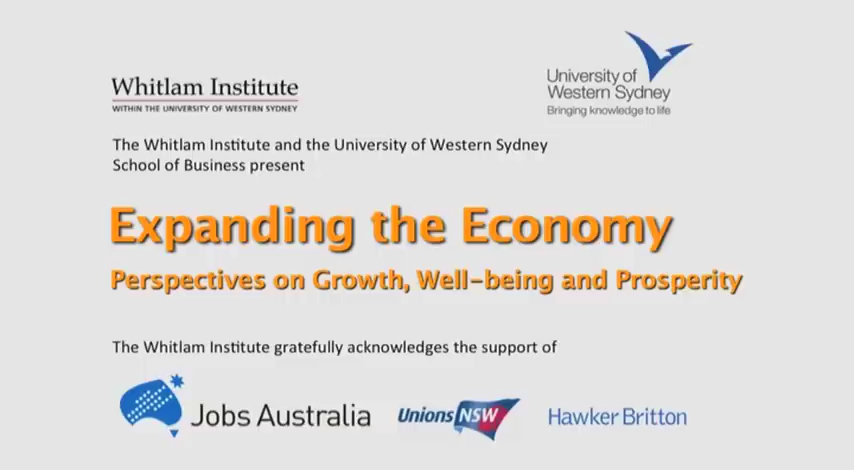 Whitlam Institute
WITHIN THE UNIVERSITY OF WESTERN SYDNEY
University of
Western Sydney
Bringing knowledge to life
The Whitlam Institute and the University of Western Sydney
School of Business present
Expanding the Economy
Perspectives on Growth, Well-being and Prosperity
The Whitlam Institute gratefully acknowledges the support of
Jobs Australia
Unions NSW
Hawker Britton